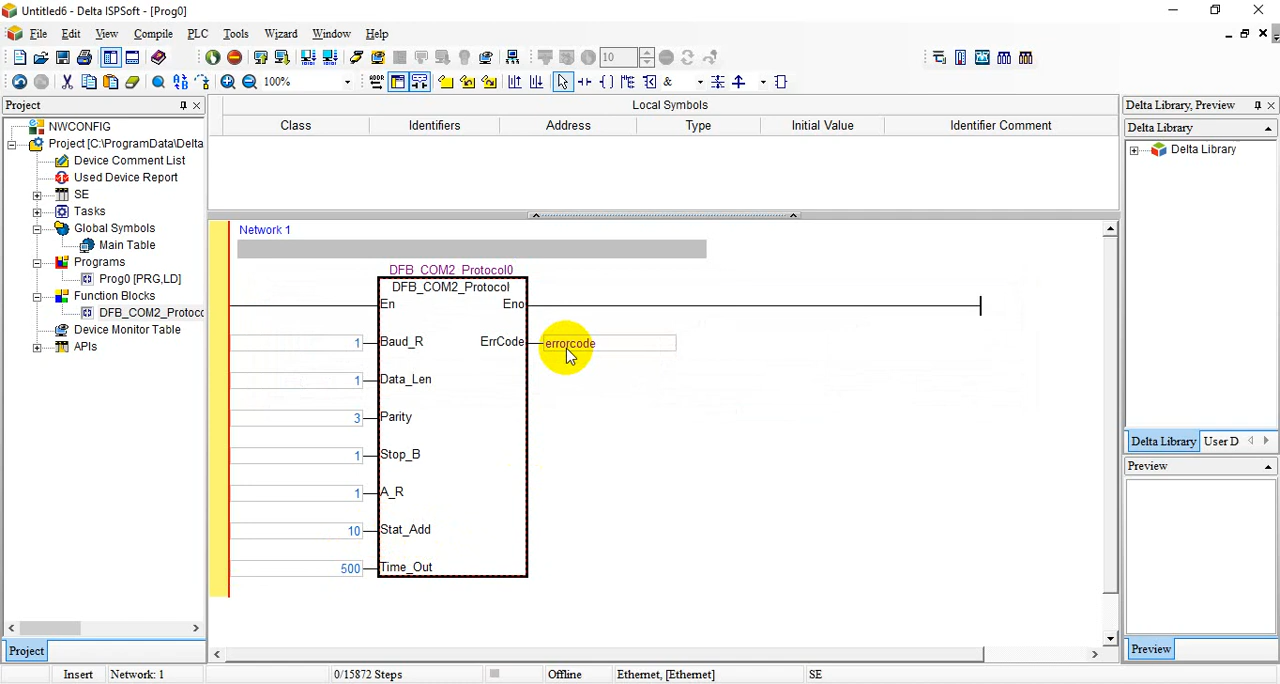 Untitled6 - Delta ISPSoft - [Prog0]
File Edit View Compile PLC Tools Wizard Window Help
10
100%
&
Project
NWCONFIG
Project [C:\ProgramData\Delta
Device Comment List
Used Device Report
SE
Tasks
Global Symbols
Main Table
Programs
Prog0 [PRG,LD]
Function Blocks
DFB_COM2_Protoco
Device Monitor Table
APIs
Project
Local Symbols
Class Identifiers Address Type Initial Value Identifier Comment
Network 1
DFB_COM2_Protocol0
DFB_COM2_Protocol
En Eno
1 Baud_R ErrCode errorcode
1 Data_Len
3 Parity
1 Stop_B
1 A_R
10 Stat_Add
500 Time_Out
Delta Library, Preview
Delta Library
Delta Library
Delta Library User D
Preview
Preview
Insert Network: 1 0/15872 Steps Offline Ethernet, [Ethernet] SE